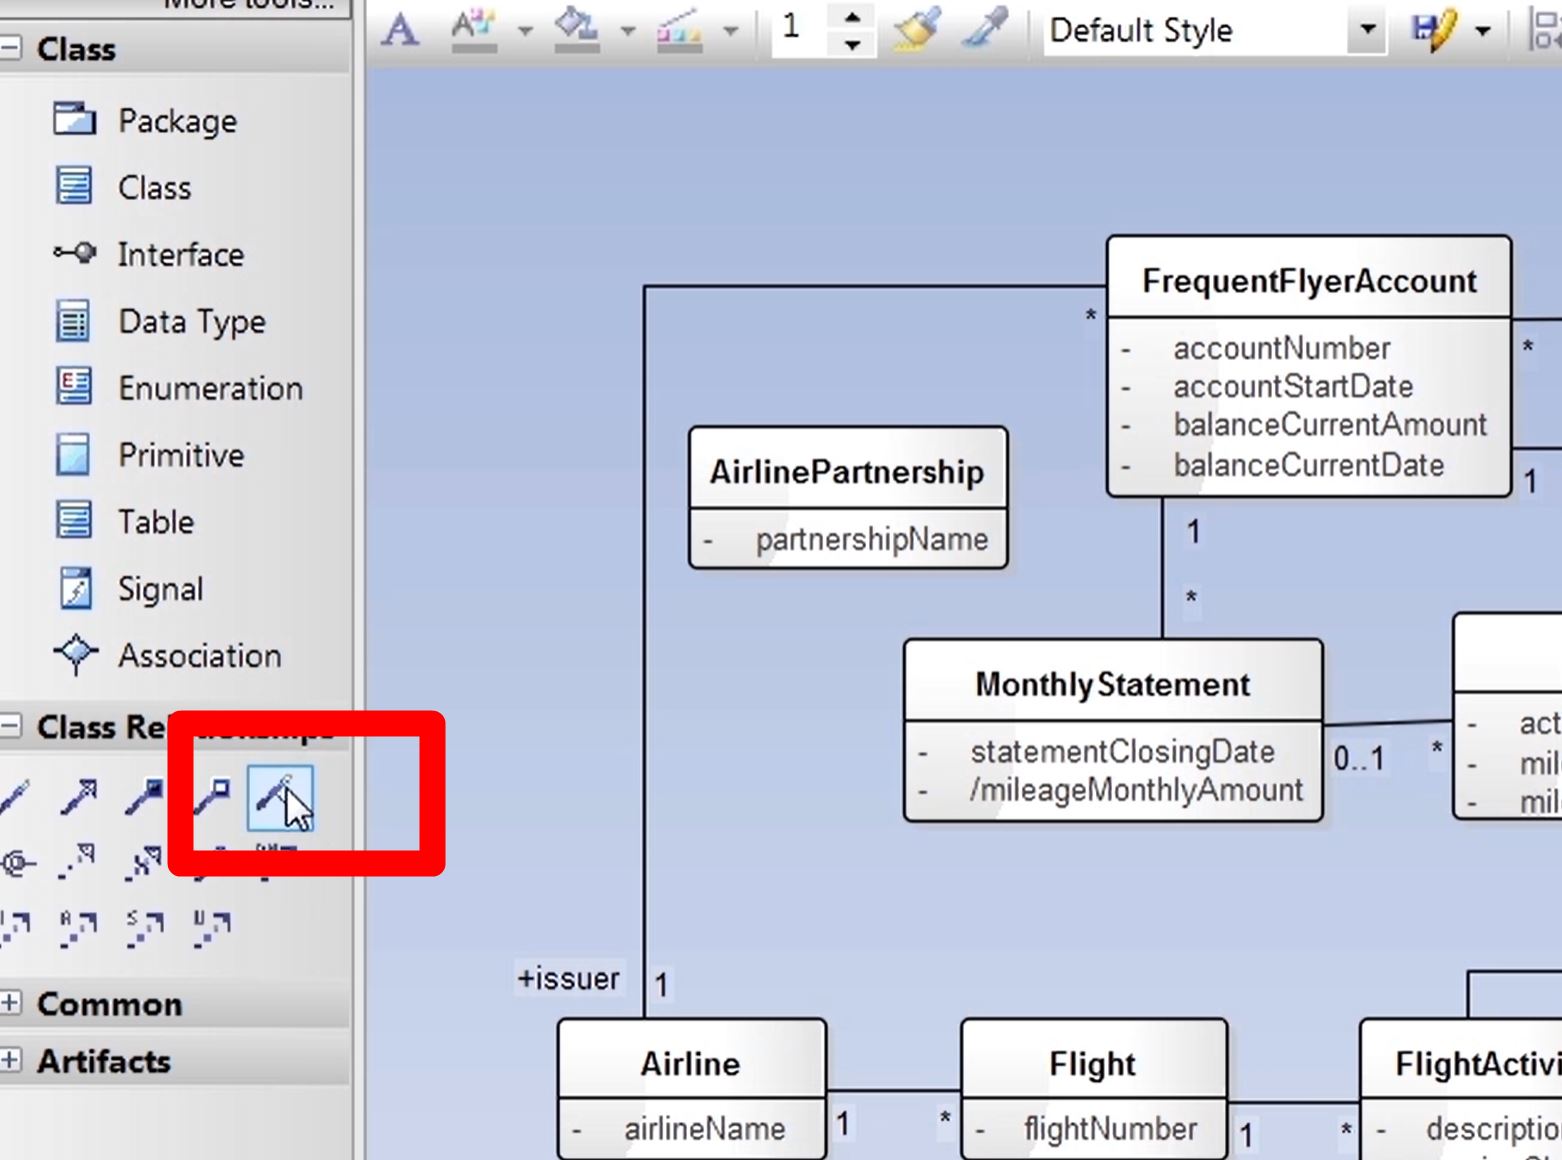 More tools...
Class
Package
Class
Interface
Data Type
Enumeration
Primitive
Table
Signal
Association
Class Re
Common
Artifacts
1
Default Style
FrequentFlyerAccount
- accountNumber
- accountStartDate
- balanceCurrentAmount
- balanceCurrentDate
*
*
1
AirlinePartnership
- partnershipName
1
*
MonthlyStatement
- statementClosingDate
- /mileageMonthlyAmount
0..1
*
- act
- mil
- mil
+issuer
1
Airline
- airlineName
1
*
Flight
- flightNumber
1
*
FlightActivi
- descriptio